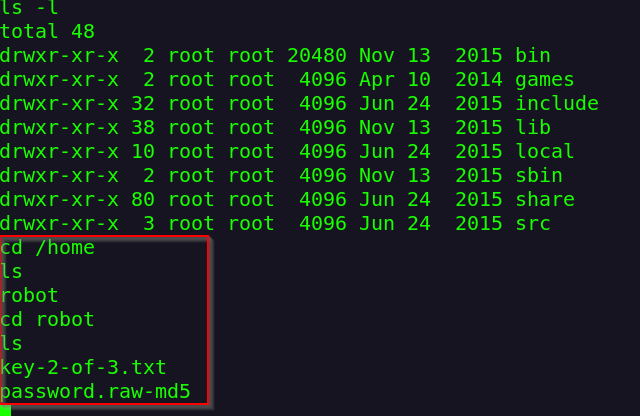 ls -l
total 48
drwxr-xr-x  2 root root 20480 Nov 13  2015 bin
drwxr-xr-x  2 root root  4096 Apr 10  2014 games
drwxr-xr-x 32 root root  4096 Jun 24  2015 include
drwxr-xr-x 38 root root  4096 Nov 13  2015 lib
drwxr-xr-x 10 root root  4096 Jun 24  2015 local
drwxr-xr-x  2 root root  4096 Nov 13  2015 sbin
drwxr-xr-x 80 root root  4096 Jun 24  2015 share
drwxr-xr-x  3 root root  4096 Jun 24  2015 src
cd /home
ls
robot
cd robot
ls
key-2-of-3.txt
password.raw-md5